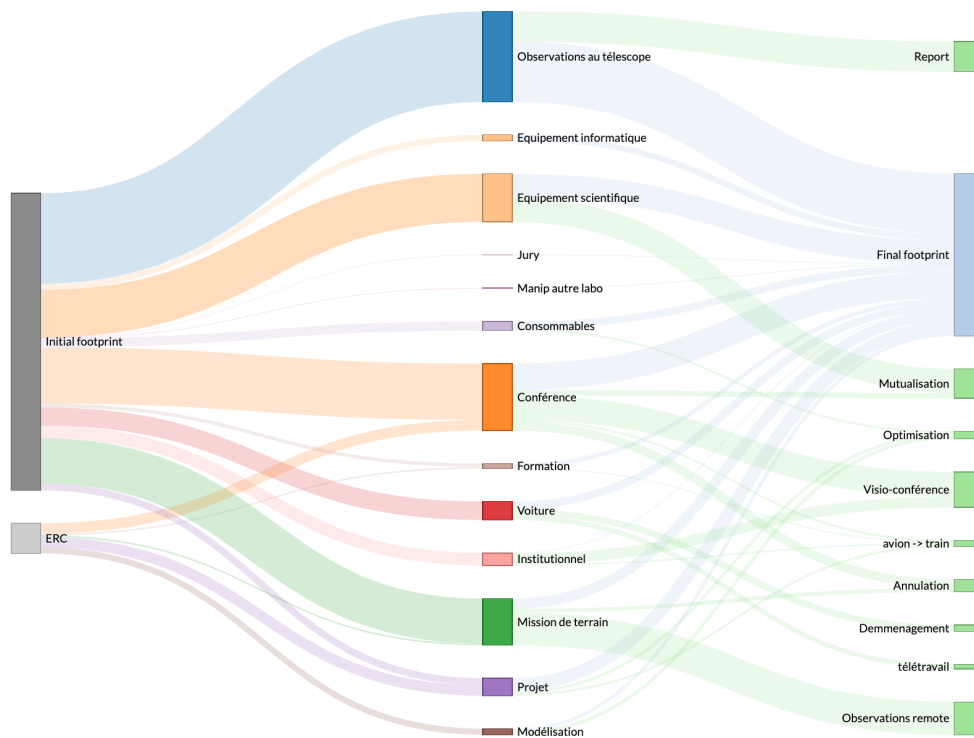 Initial footprint
ERC
Observations au télescope
Equipement informatique
Equipement scientifique
Jury
Manip autre labo
Consommables
Conférence
Formation
Voiture
Institutionnel
Mission de terrain
Projet
Modélisation
Report
Final footprint
Mutualisation
Optimisation
Visio-conférence
avion -> train
Annulation
Demmenagement
télétravail
Observations remote